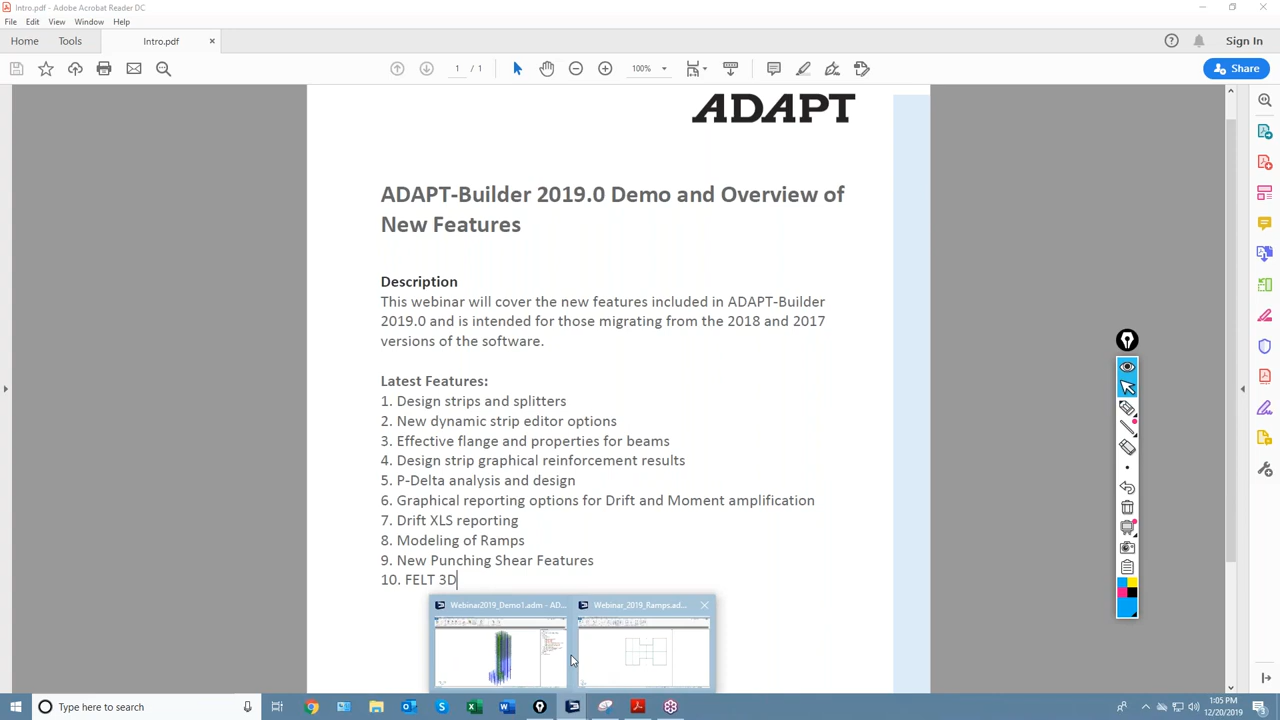 Intro.pdf - Adobe Acrobat Reader DC
File Edit View Window Help
Home Tools Intro.pdf Sign In
1 / 1 100% Share
ADAPT
ADAPT-Builder 2019.0 Demo and Overview of
New Features
Description
This webinar will cover the new features included in ADAPT-Builder
2019.0 and is intended for those migrating from the 2018 and 2017
versions of the software.
Latest Features:
1. Design strips and splitters
2. New dynamic strip editor options
3. Effective flange and properties for beams
4. Design strip graphical reinforcement results
5. P-Delta analysis and design
6. Graphical reporting options for Drift and Moment amplification
7. Drift XLS reporting
8. Modeling of Ramps
9. New Punching Shear Features
10. FELT 3D
Webinar2019_Demo1.adm - AD... Webinar_2019_Ramps.ad...
Type here to search
1:05 PM
12/20/2019